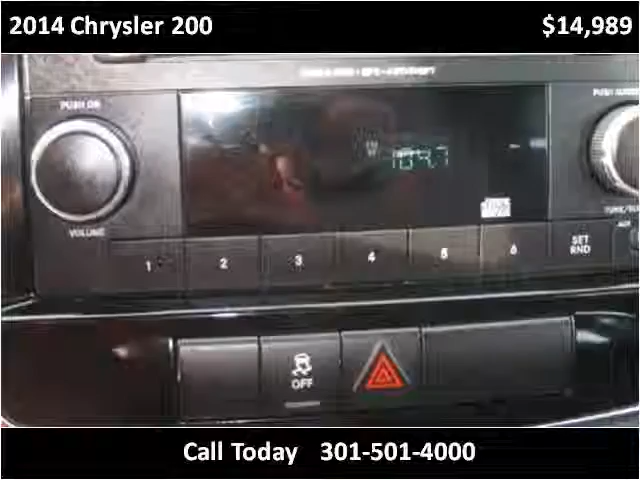 2014 Chrysler 200 $14,989
PUSH ON
VOLUME
1 2 3 4 5 6 SET
RND
OFF
Call Today 301-501-4000